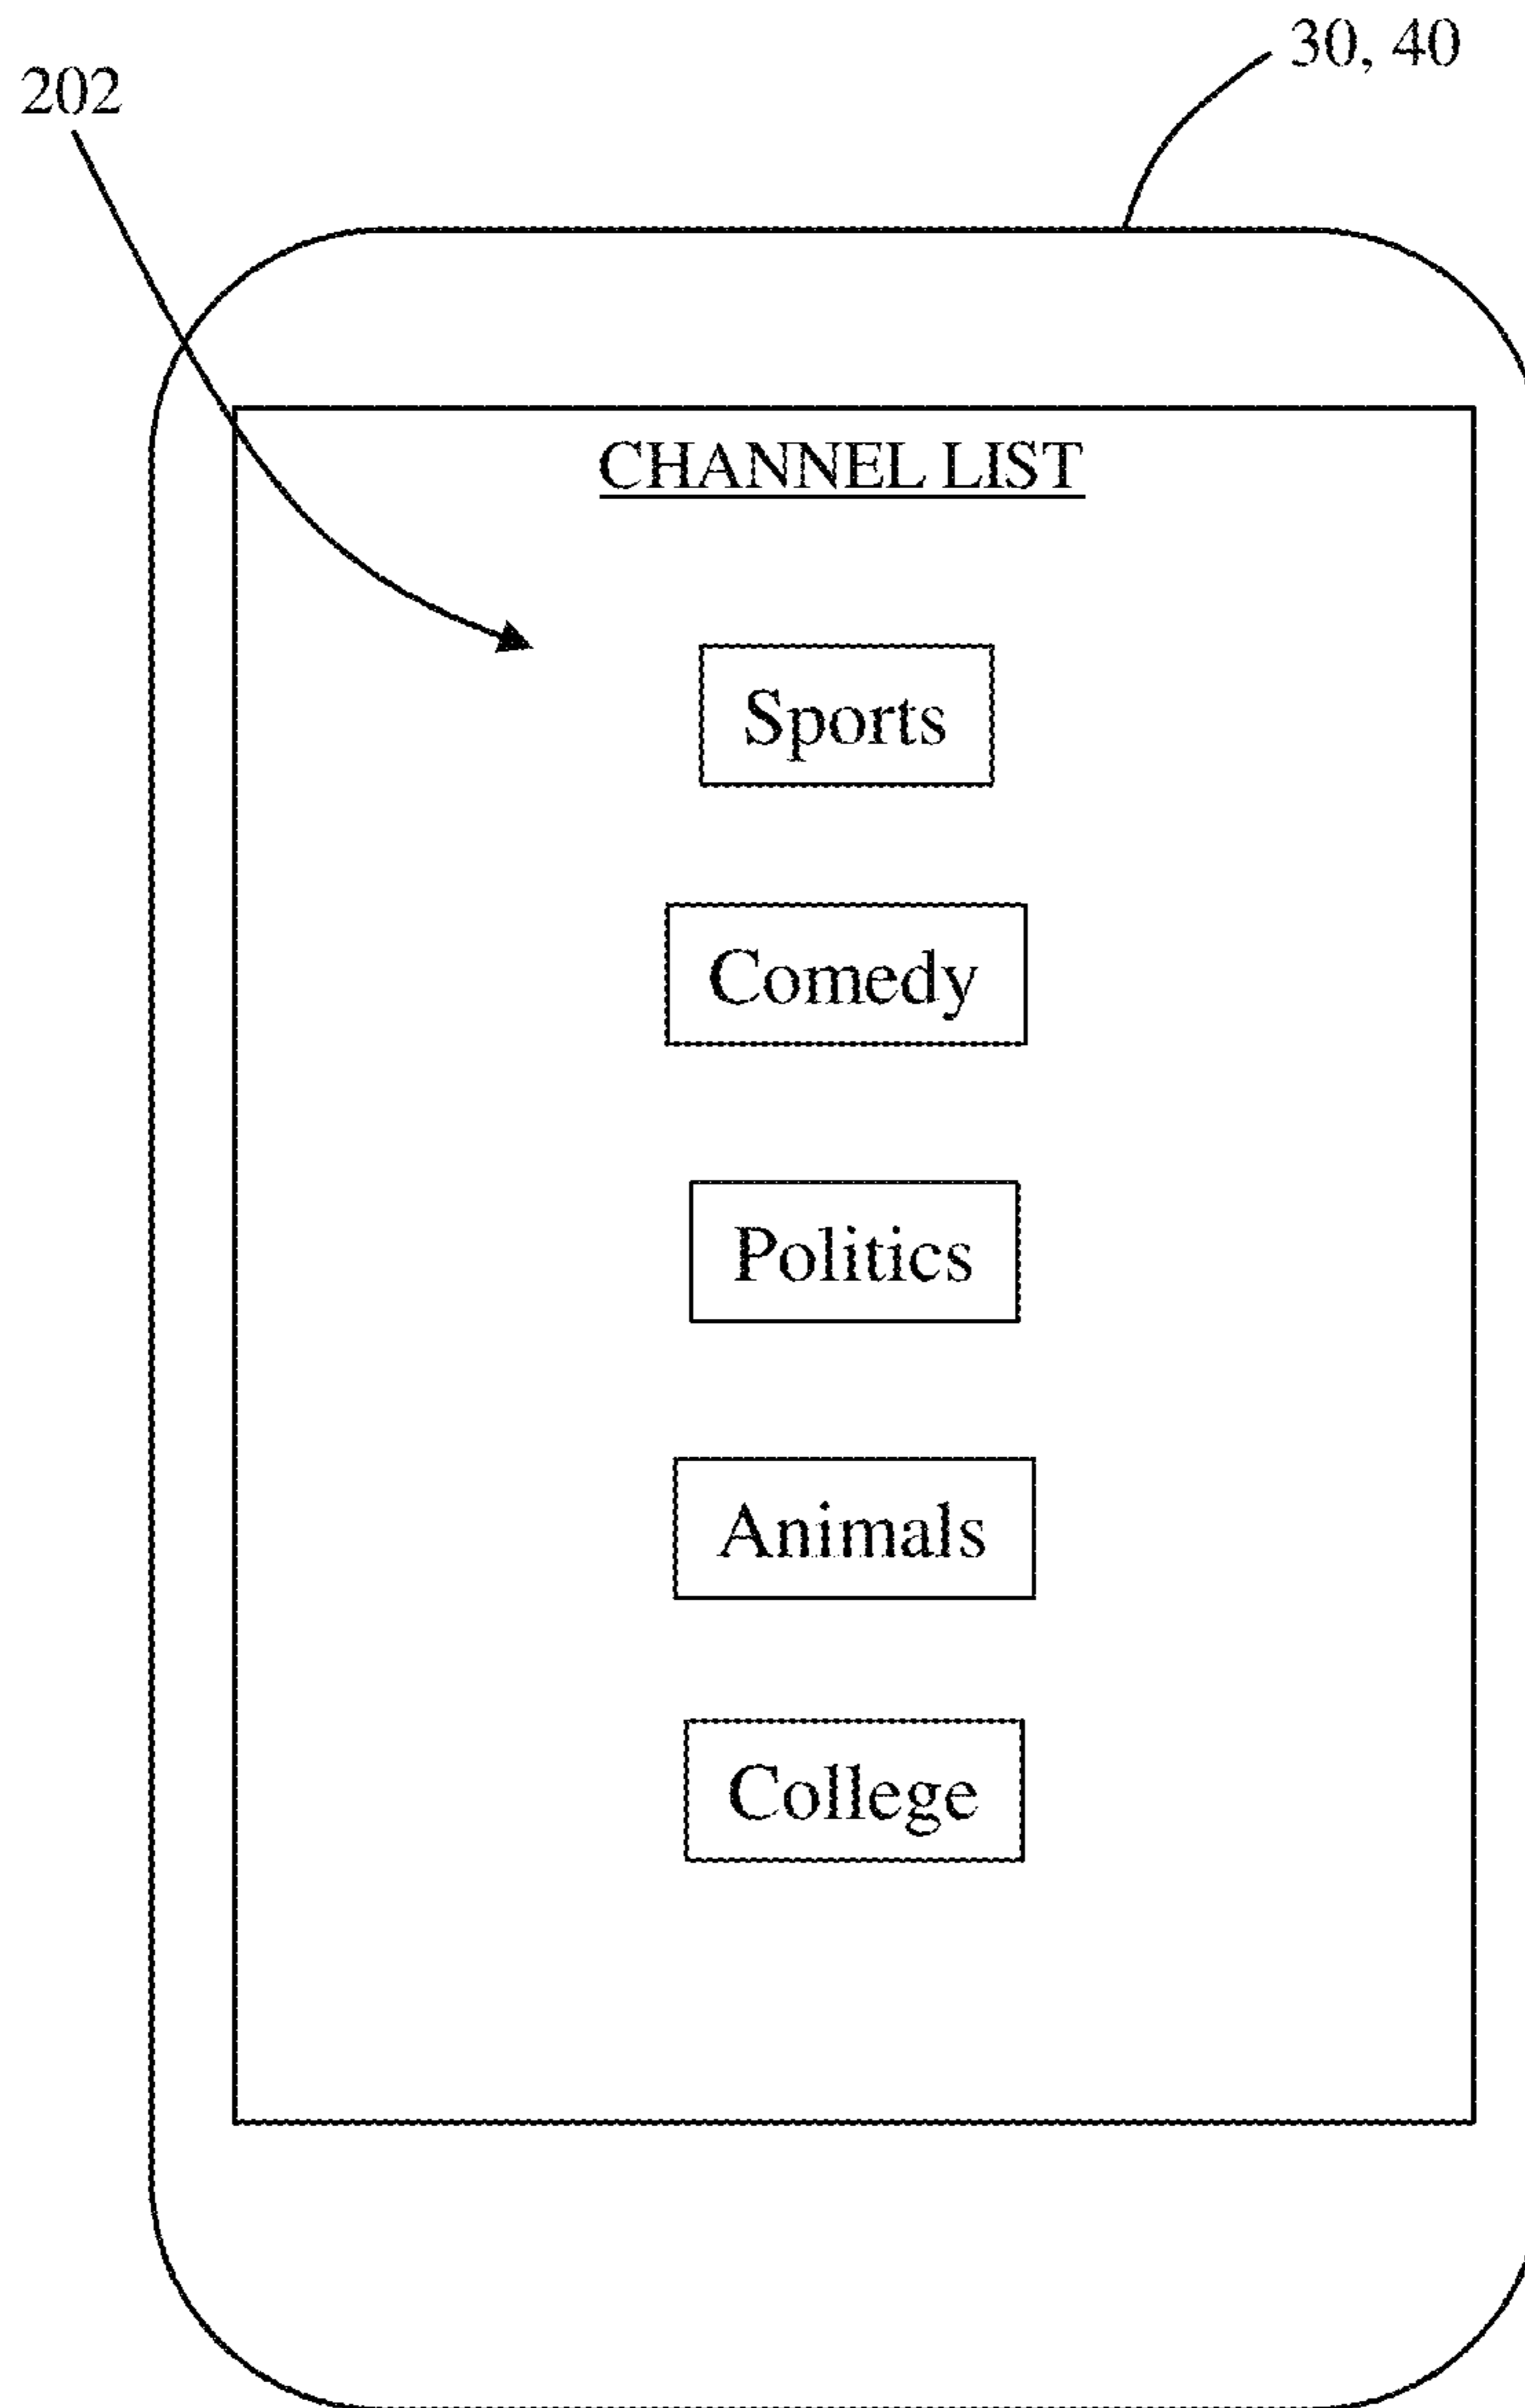 30, 40
202
CHANNEL LIST
Sports
Comedy
Politics
Animals
College